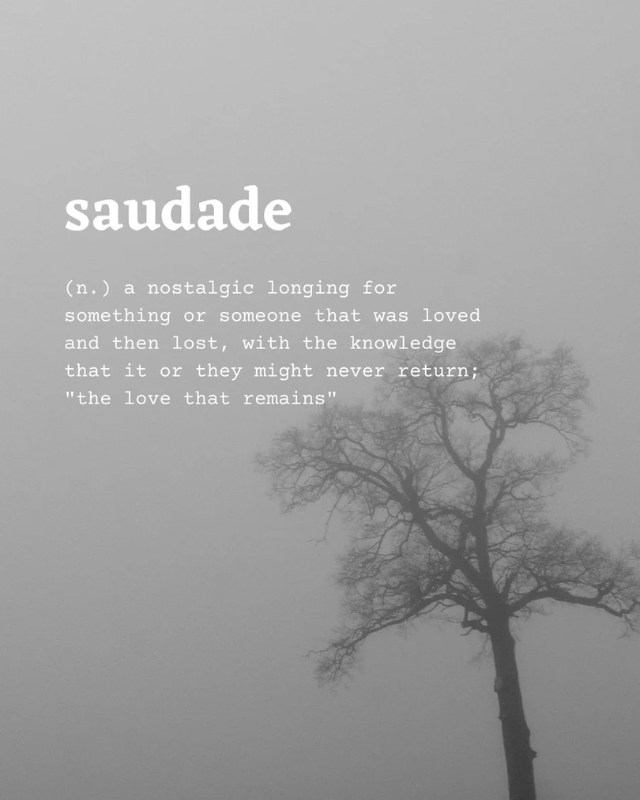 saudade
(n.) a nostalgic longing for
something or someone that was loved
and then lost, with the knowledge
that it or they might never return;
"the love that remains"